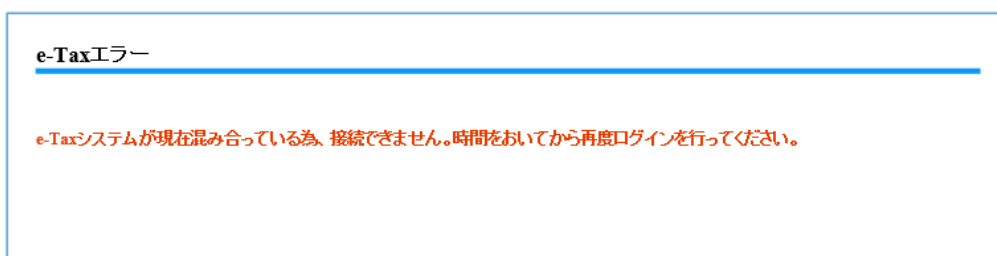 e-Taxエラー
e-Taxシステムが現在混み合っている為、接続できません。時間をおいてから再度ログインを行ってください。